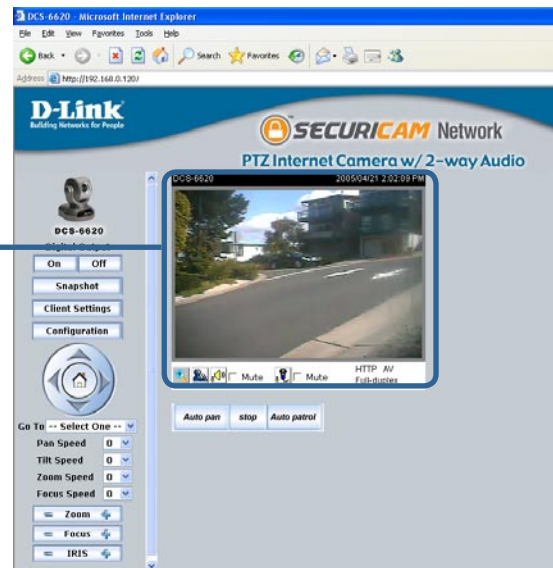 DCS-6620 - Microsoft Internet Explorer
File Edit View Favorites Tools Help
Back Search Favorites
Address http://192.168.0.120/
D-Link
Building Networks for People
SECURICAM Network
PTZ Internet Camera w/ 2-way Audio
DCS-6620 2005/04/21 2:02:09 PM
DCS-6620
Digital Output
On Off
Snapshot
Client Settings
Configuration
Mute Mute HTTP AV
Full-duplex
Auto pan stop Auto patrol
Go To -- Select One --
Pan Speed 0
Tilt Speed 0
Zoom Speed 0
Focus Speed 0
Zoom
Focus
IRIS